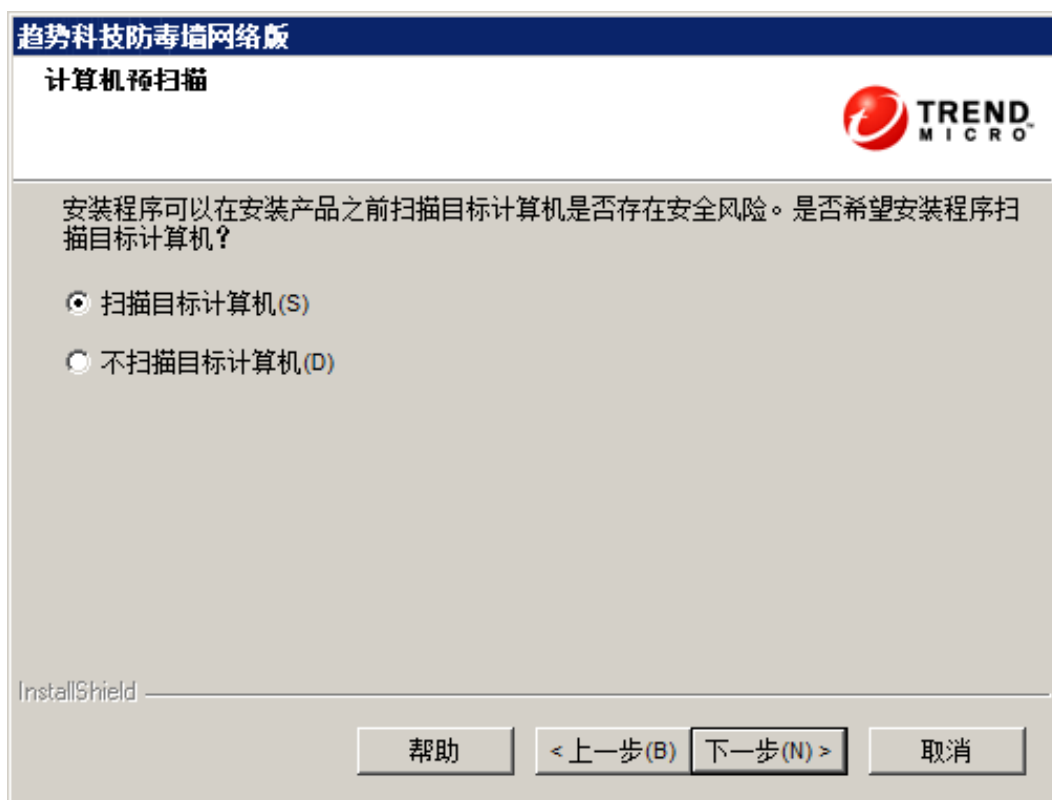 趋势科技防毒墙网络版
计算机预扫描
TREND
MICRO™
安装程序可以在安装产品之前扫描目标计算机是否存在安全风险。是否希望安装程序扫
描目标计算机?
扫描目标计算机(S)
不扫描目标计算机(D)
InstallShield
帮助
<上一步(B)
下一步(N) >
取消